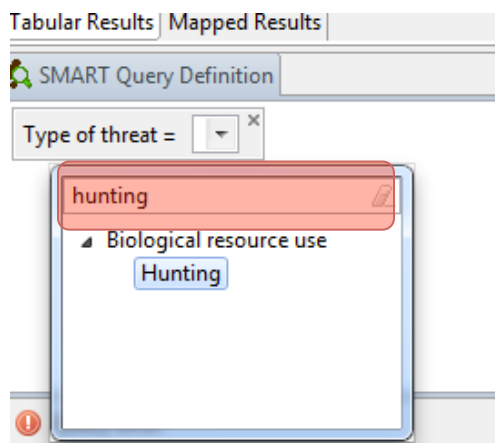 Tabular Results Mapped Results
SMART Query Definition
Type of threat =
hunting
Biological resource use
Hunting